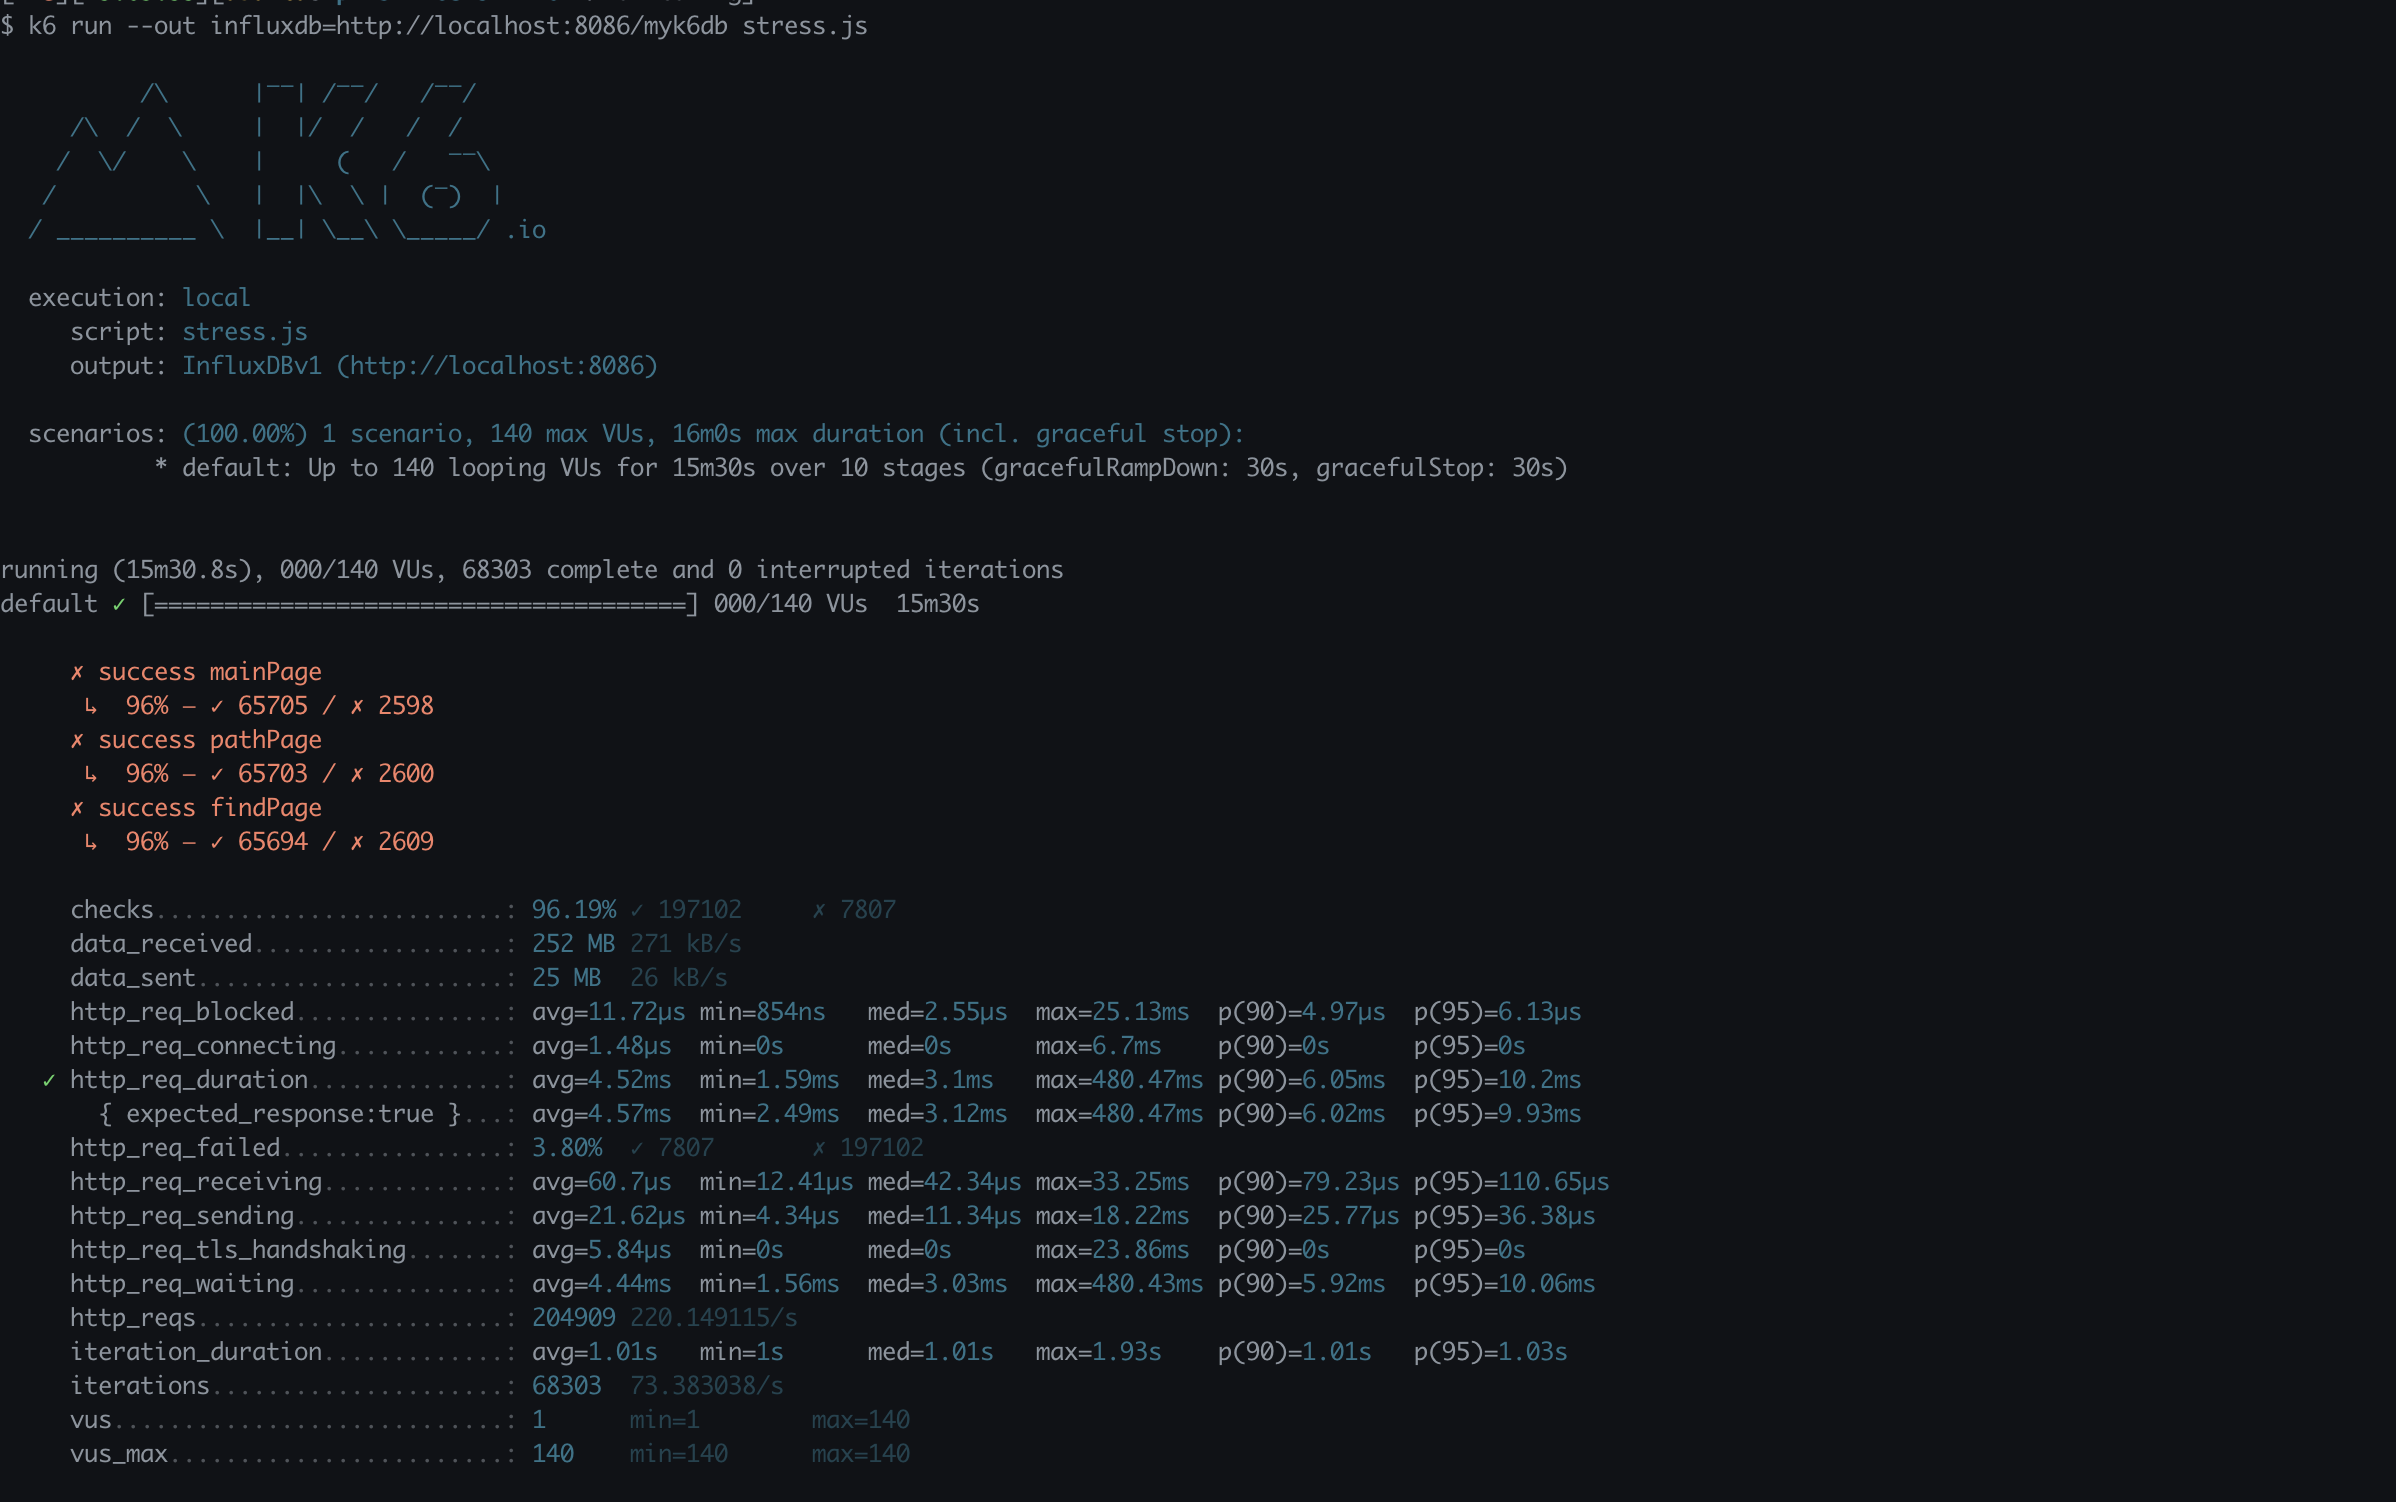 $ k6 run --out influxdb=http://localhost:8086/myk6db stress.js
          /\      |‾‾| /‾‾/   /‾‾/
     /\  /  \     |  |/  /   /  /
    /  \/    \    |     (   /   ‾‾\
   /          \   |  |\  \ |  (‾)  |
  / __________ \  |__| \__\ \_____/ .io
  execution: local
     script: stress.js
     output: InfluxDBv1 (http://localhost:8086)
  scenarios: (100.00%) 1 scenario, 140 max VUs, 16m0s max duration (incl. graceful stop):
           * default: Up to 140 looping VUs for 15m30s over 10 stages (gracefulRampDown: 30s, gracefulStop: 30s)
running (15m30.8s), 000/140 VUs, 68303 complete and 0 interrupted iterations
default ✓ [======================================] 000/140 VUs  15m30s
     ✗ success mainPage
      ↳  96% — ✓ 65705 / ✗ 2598
     ✗ success pathPage
      ↳  96% — ✓ 65703 / ✗ 2600
     ✗ success findPage
      ↳  96% — ✓ 65694 / ✗ 2609
     checks.........................: 96.19% ✓ 197102     ✗ 7807
     data_received..................: 252 MB 271 kB/s
     data_sent......................: 25 MB  26 kB/s
     http_req_blocked...............: avg=11.72µs min=854ns   med=2.55µs  max=25.13ms  p(90)=4.97µs  p(95)=6.13µs
     http_req_connecting............: avg=1.48µs  min=0s      med=0s      max=6.7ms    p(90)=0s      p(95)=0s
   ✓ http_req_duration..............: avg=4.52ms  min=1.59ms  med=3.1ms   max=480.47ms p(90)=6.05ms  p(95)=10.2ms
       { expected_response:true }...: avg=4.57ms  min=2.49ms  med=3.12ms  max=480.47ms p(90)=6.02ms  p(95)=9.93ms
     http_req_failed................: 3.80%  ✓ 7807       ✗ 197102
     http_req_receiving.............: avg=60.7µs  min=12.41µs med=42.34µs max=33.25ms  p(90)=79.23µs p(95)=110.65µs
     http_req_sending...............: avg=21.62µs min=4.34µs  med=11.34µs max=18.22ms  p(90)=25.77µs p(95)=36.38µs
     http_req_tls_handshaking.......: avg=5.84µs  min=0s      med=0s      max=23.86ms  p(90)=0s      p(95)=0s
     http_req_waiting...............: avg=4.44ms  min=1.56ms  med=3.03ms  max=480.43ms p(90)=5.92ms  p(95)=10.06ms
     http_reqs......................: 204909 220.149115/s
     iteration_duration.............: avg=1.01s   min=1s      med=1.01s   max=1.93s    p(90)=1.01s   p(95)=1.03s
     iterations.....................: 68303  73.383038/s
     vus............................: 1      min=1        max=140
     vus_max........................: 140    min=140      max=140